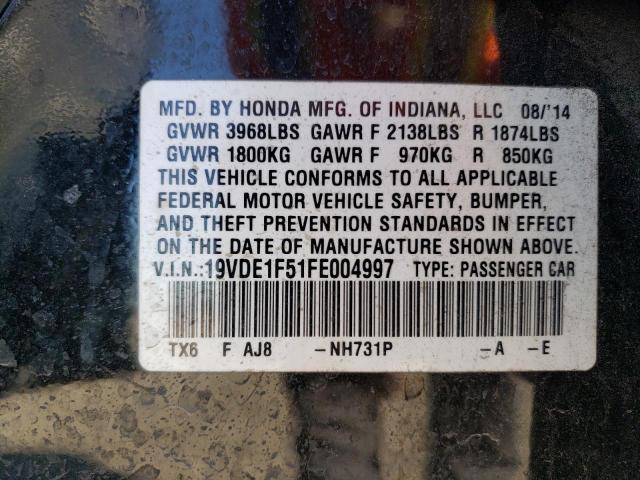 MFD. BY HONDA MFG. OF INDIANA, LLC 08/'14
GVWR 3968LBS GAWR F 2138LBS R 1874LBS
GVWR 1800KG GAWR F 970KG R 850KG
THIS VEHICLE CONFORMS TO ALL APPLICABLE
FEDERAL MOTOR VEHICLE SAFETY, BUMPER,
AND THEFT PREVENTION STANDARDS IN EFFECT
ON THE DATE OF MANUFACTURE SHOWN ABOVE.
V.I.N.:19VDE1F51FE004997 TYPE: PASSENGER CAR
TX6 F AJ8 -NH731P -A -E